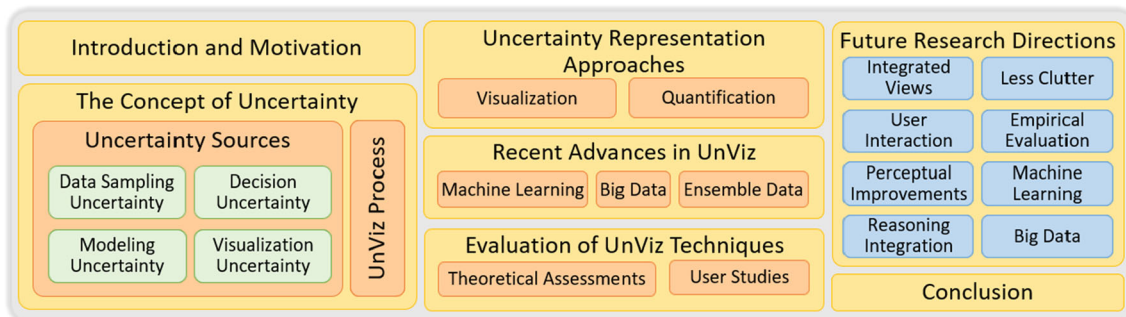 Introduction and Motivation
The Concept of Uncertainty
Uncertainty Sources
Data Sampling
Uncertainty
Decision
Uncertainty
Modeling
Uncertainty
Visualization
Uncertainty
UnViz Process
Uncertainty Representation
Approaches
Visualization
Quantification
Recent Advances in UnViz
Machine Learning
Big Data
Ensemble Data
Evaluation of UnViz Techniques
Theoretical Assessments
User Studies
Future Research Directions
Integrated
Views
Less Clutter
User
Interaction
Empirical
Evaluation
Perceptual
Improvements
Machine
Learning
Reasoning
Integration
Big Data
Conclusion